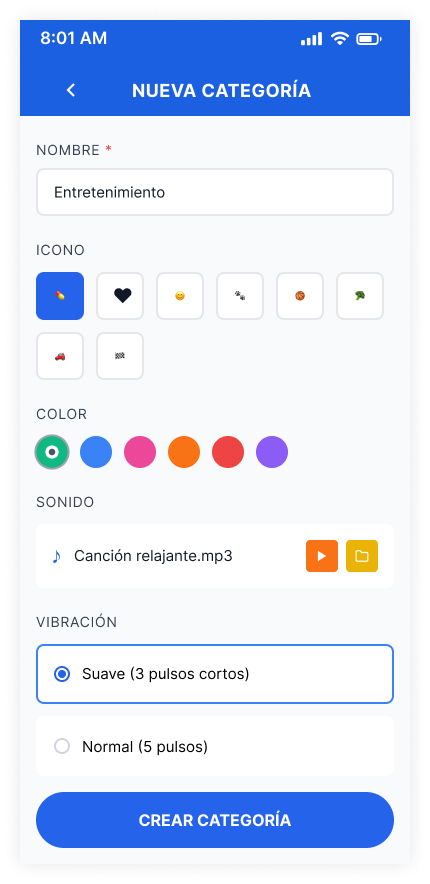 8:01 AM
NUEVA CATEGORÍA
NOMBRE *
Entretenimiento
ICONO
COLOR
SONIDO
Canción relajante.mp3
VIBRACIÓN
Suave (3 pulsos cortos)
Normal (5 pulsos)
CREAR CATEGORÍA